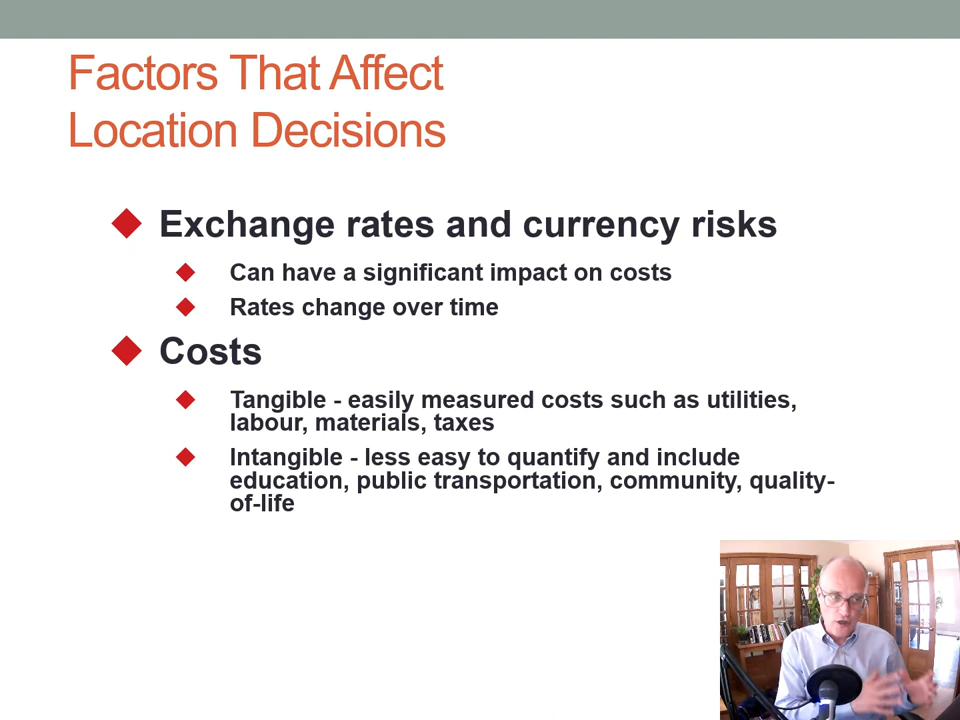 Factors That Affect
Location Decisions
Exchange rates and currency risks
Can have a significant impact on costs
Rates change over time
Costs
Tangible - easily measured costs such as utilities,
labour, materials, taxes
Intangible - less easy to quantify and include
education, public transportation, community, quality-
of-life